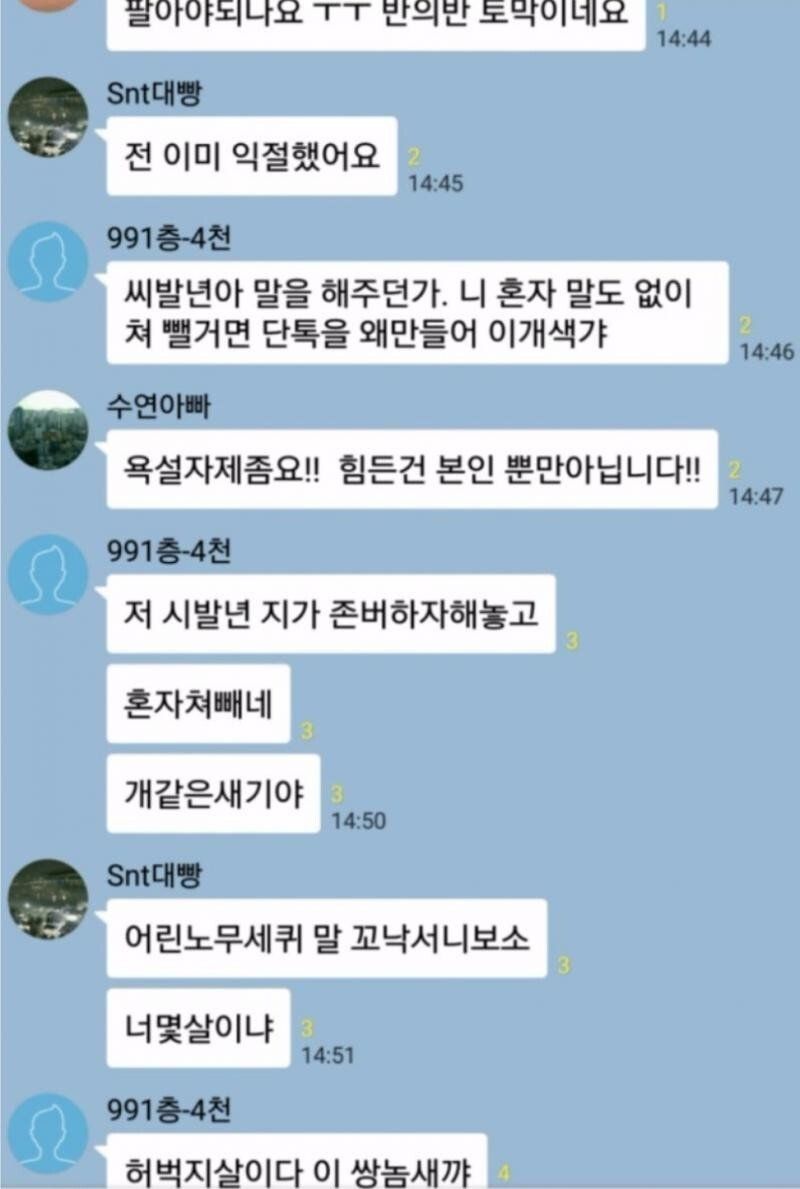 팔아야되나요 ㅜㅜ 반의반 토막이네요
1
14:44
Snt대빵
전 이미 익절했어요
2
14:45
991층-4천
씨발년아 말을 해주던가. 니 혼자 말도 없이
쳐 뺄거면 단톡을 왜만들어 이개색갸
2
14:46
수연아빠
욕설자제좀요!! 힘든건 본인 뿐만아닙니다!!
2
14:47
991층-4천
저 시발년 지가 존버하자해놓고
3
혼자쳐빼네
3
개같은새기야
3
14:50
Snt대빵
어린노무세퀴 말 꼬낙서니보소
3
너몇살이냐
3
14:51
991층-4천
허벅지살이다 이 쌍놈새꺄
4